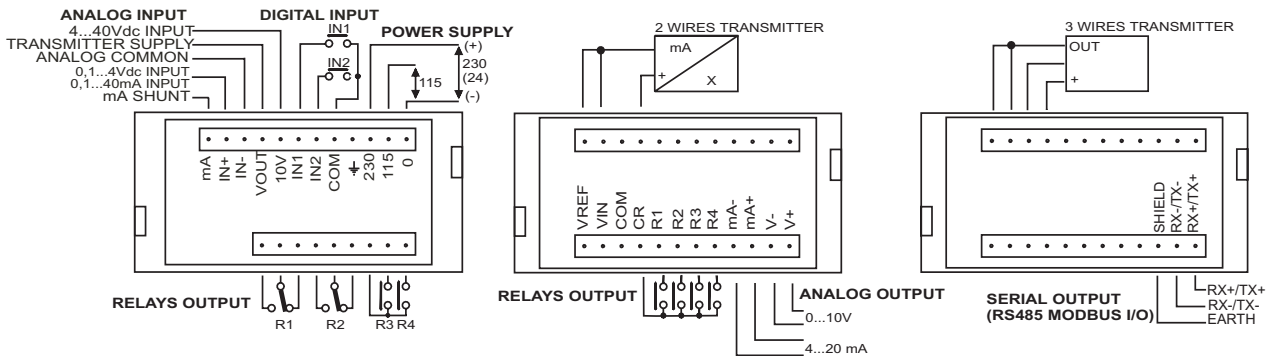 ANALOG INPUT
4...40Vdc INPUT
TRANSMITTER SUPPLY
ANALOG COMMON
0,1...4Vdc INPUT
0,1...40mA INPUT
mA SHUNT
DIGITAL INPUT
IN1
IN2
POWER SUPPLY
(+)
230
(24)
115
(-)
mA
IN+
IN-
VOUT
10V
IN1
IN2
COM
230
115
0
RELAYS OUTPUT
R1
R2
R3 R4
2 WIRES TRANSMITTER
mA
+
X
VREF
VIN
COM
CR
R1
R2
R3
R4
mA-
mA+
V-
V+
RELAYS OUTPUT
ANALOG OUTPUT
0...10V
4...20 mA
3 WIRES TRANSMITTER
OUT
-
+
SHIELD
RX-/TX-
RX+/TX+
SERIAL OUTPUT
(RS485 MODBUS I/O)
RX+/TX+
RX-/TX-
EARTH